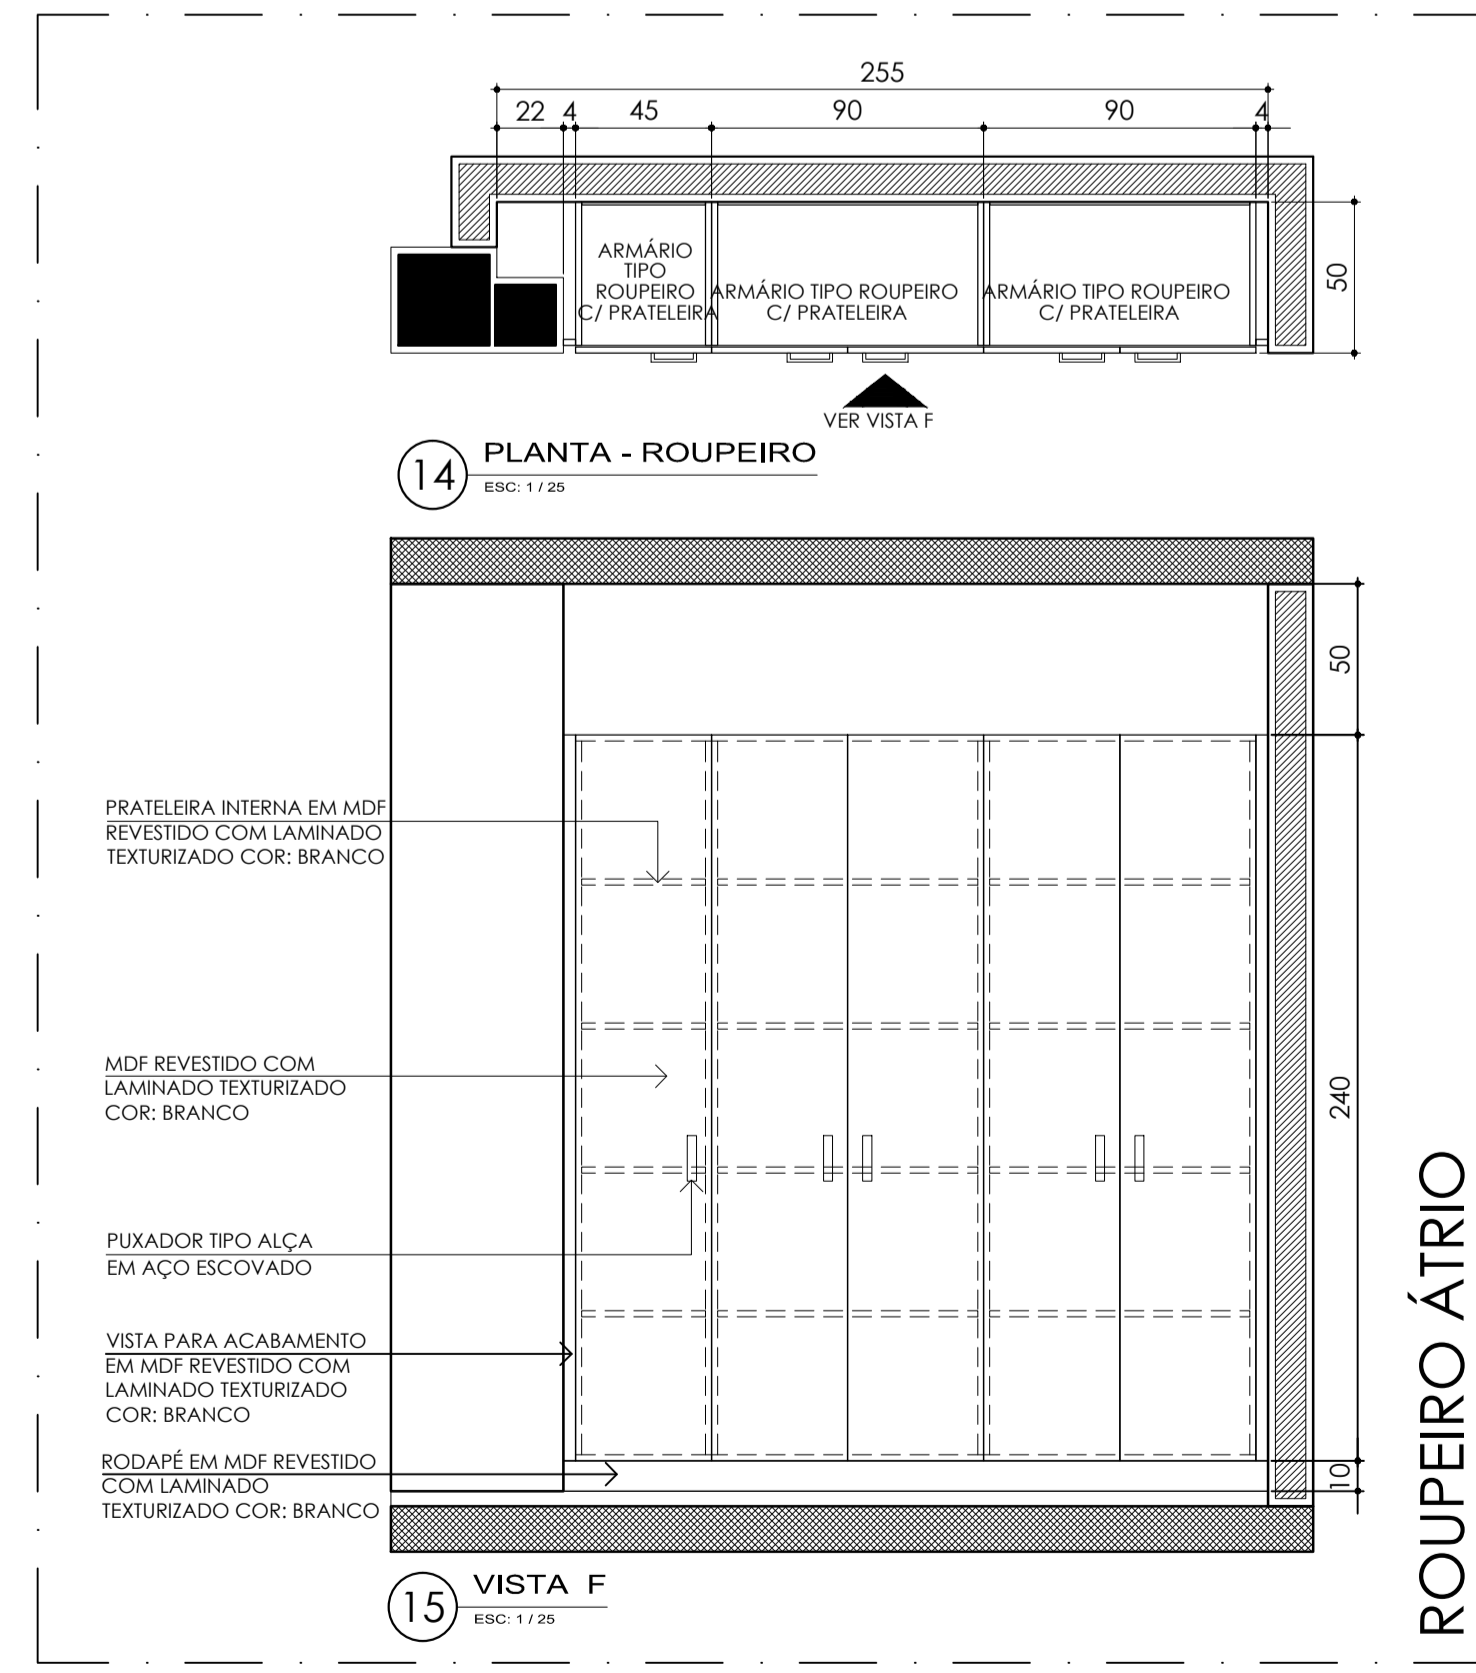 255
22 4 45 90 90 4
ARMÁRIO
TIPO
ROUPEIRO
C/ PRATELEIRA
ARMÁRIO TIPO ROUPEIRO
C/ PRATELEIRA
ARMÁRIO TIPO ROUPEIRO
C/ PRATELEIRA
50
VER VISTA F
14
PLANTA - ROUPEIRO
ESC: 1 / 25
50
240
10
PRATELEIRA INTERNA EM MDF
REVESTIDO COM LAMINADO
TEXTURIZADO COR: BRANCO
MDF REVESTIDO COM
LAMINADO TEXTURIZADO
COR: BRANCO
PUXADOR TIPO ALÇA
EM AÇO ESCOVADO
VISTA PARA ACABAMENTO
EM MDF REVESTIDO COM
LAMINADO TEXTURIZADO
COR: BRANCO
RODAPÉ EM MDF REVESTIDO
COM LAMINADO
TEXTURIZADO COR: BRANCO
15
VISTA F
ESC: 1 / 25
ROUPEIRO ÁTRIO